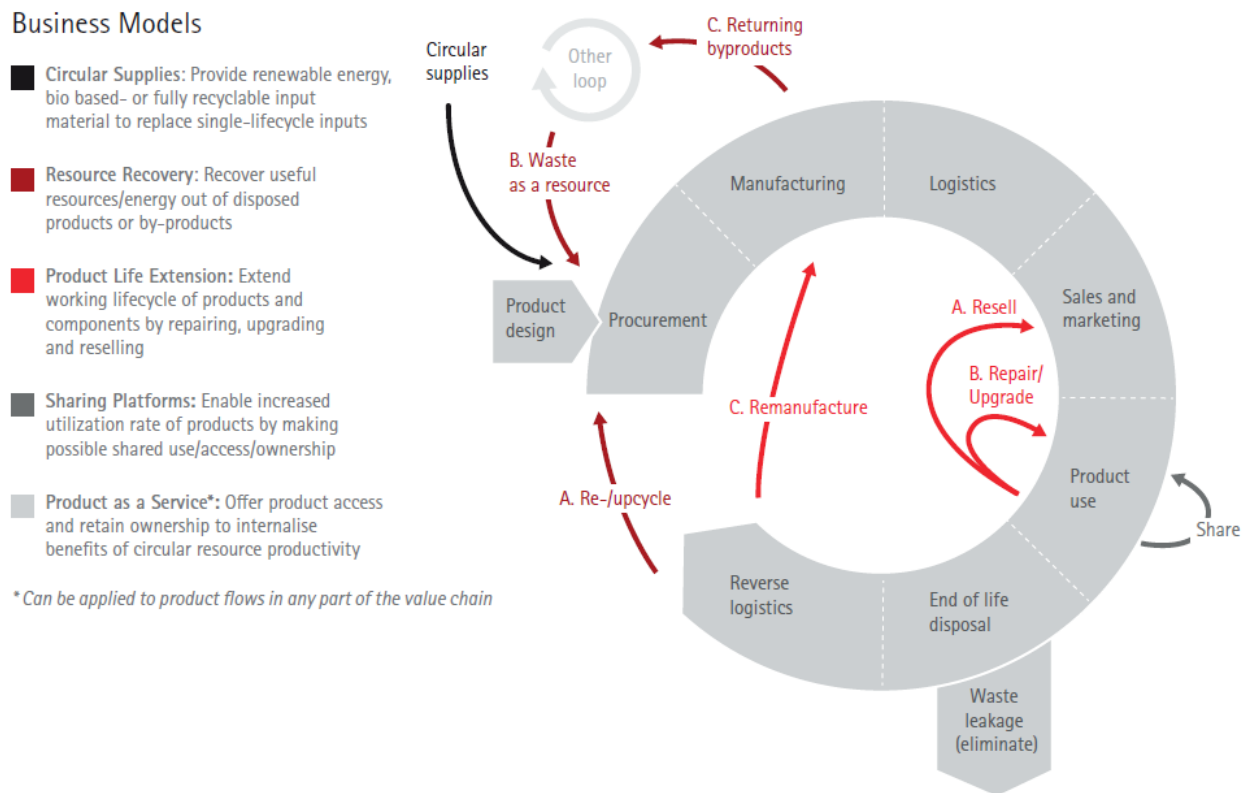 Business Models
Circular Supplies: Provide renewable energy,
bio based- or fully recyclable input
material to replace single-lifecycle inputs
Resource Recovery: Recover useful
resources/energy out of disposed
products or by-products
Product Life Extension: Extend
working lifecycle of products and
components by repairing, upgrading
and reselling
Sharing Platforms: Enable increased
utilization rate of products by making
possible shared use/access/ownership
Product as a Service*: Offer product access
and retain ownership to internalise
benefits of circular resource productivity
* Can be applied to product flows in any part of the value chain
Circular
supplies
Other
loop
C. Returning
byproducts
B. Waste
as a resource
Product
design
Procurement
Manufacturing
Logistics
Sales and
marketing
A. Resell
B. Repair/
Upgrade
C. Remanufacture
Product
use
Share
A. Re-/upcycle
Reverse
logistics
End of life
disposal
Waste
leakage
(eliminate)